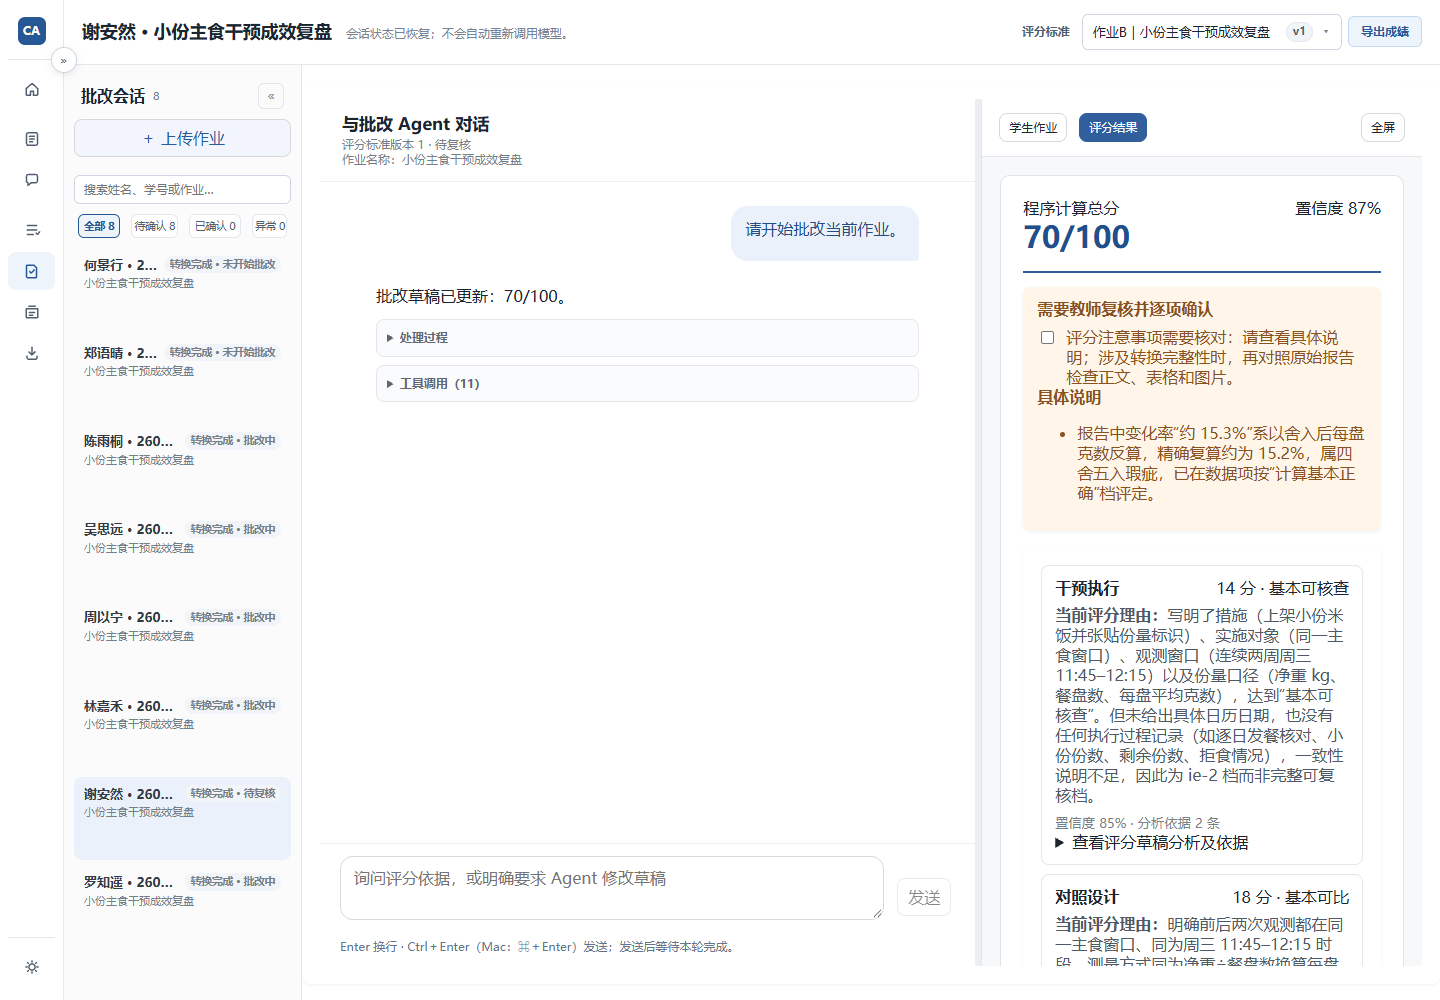 CA
谢安然 • 小份主食干预成效复盘
会话状态已恢复；不会自动重新调用模型。
评分标准
作业B | 小份主食干预成效复盘
v1
导出成绩
»
批改会话 8
«
+ 上传作业
搜索姓名、学号或作业...
全部 8
待确认 8
已确认 0
异常 0
何景行 • 2...
转换完成 • 未开始批改
小份主食干预成效复盘
郑语晴 • 2...
转换完成 • 未开始批改
小份主食干预成效复盘
陈雨桐 • 260...
转换完成 • 批改中
小份主食干预成效复盘
吴思远 • 260...
转换完成 • 批改中
小份主食干预成效复盘
周以宁 • 260...
转换完成 • 批改中
小份主食干预成效复盘
林嘉禾 • 260...
转换完成 • 批改中
小份主食干预成效复盘
谢安然 • 260...
转换完成 • 待复核
小份主食干预成效复盘
罗知遥 • 260...
转换完成 • 批改中
小份主食干预成效复盘
与批改 Agent 对话
评分标准版本 1 · 待复核
作业名称：小份主食干预成效复盘
请开始批改当前作业。
批改草稿已更新：70/100。
处理过程
工具调用（11）
询问评分依据，或明确要求 Agent 修改草稿
发送
Enter 换行 · Ctrl + Enter（Mac：⌘ + Enter）发送；发送后等待本轮完成。
学生作业
评分结果
全屏
程序计算总分
置信度 87%
70/100
需要教师复核并逐项确认
评分注意事项需要核对：请查看具体说
明；涉及转换完整性时，再对照原始报告
检查正文、表格和图片。
具体说明
• 报告中变化率“约 15.3%”系以舍入后每盘
克数反算，精确复算约为 15.2%，属四
舍五入瑕疵，已在数据项按“计算基本正
确”档评定。
干预执行
14 分 · 基本可核查
当前评分理由：写明了措施（上架小份米
饭并张贴份量标识）、实施对象（同一主
食窗口）、观测窗口（连续两周周三
11:45–12:15）以及份量口径（净重 kg、
餐盘数、每盘平均克数），达到“基本可
核查”。但未给出具体日历日期，也没有
任何执行过程记录（如逐日发餐核对、小
份份数、剩余份数、拒食情况），一致性
说明不足，因此为 ie-2 档而非完整可复
核档。
置信度 85% · 分析依据 2 条
查看评分草稿分析及依据
对照设计
18 分 · 基本可比
当前评分理由：明确前后两次观测都在同
一主食窗口、同为周三 11:45–12:15 时
段，测量方式同为净重÷餐盘数换算每盘